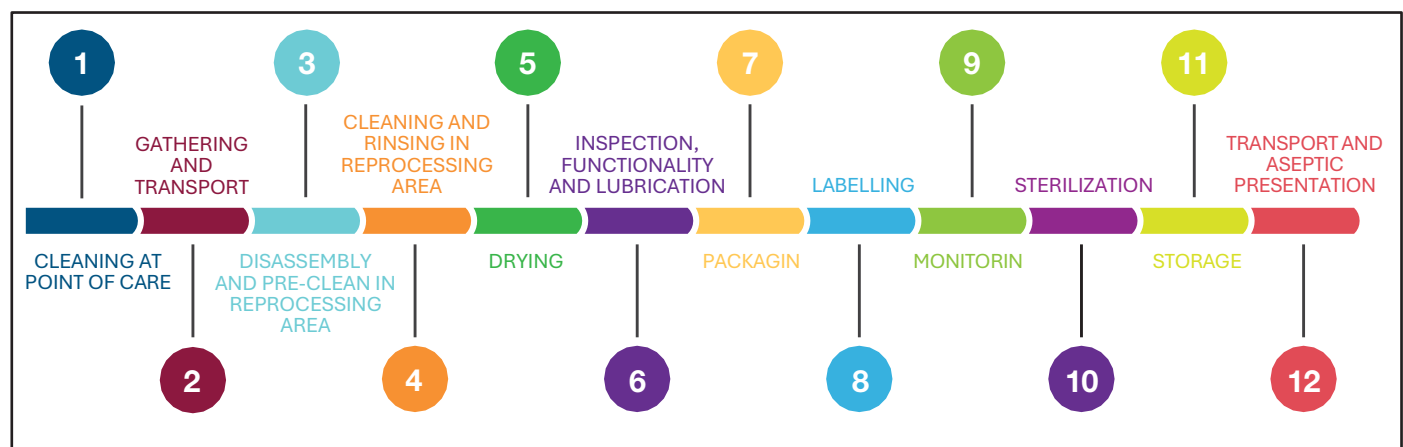 1
CLEANING AT
POINT OF CARE
2
GATHERING
AND
TRANSPORT
3
DISASSEMBLY
AND PRE-CLEAN IN
REPROCESSING
AREA
4
CLEANING AND
RINSING IN
REPROCESSING
AREA
5
DRYING
6
INSPECTION,
FUNCTIONALITY
AND LUBRICATION
7
PACKAGIN
8
LABELLING
9
MONITORIN
10
STERILIZATION
11
STORAGE
12
TRANSPORT AND
ASEPTIC
PRESENTATION